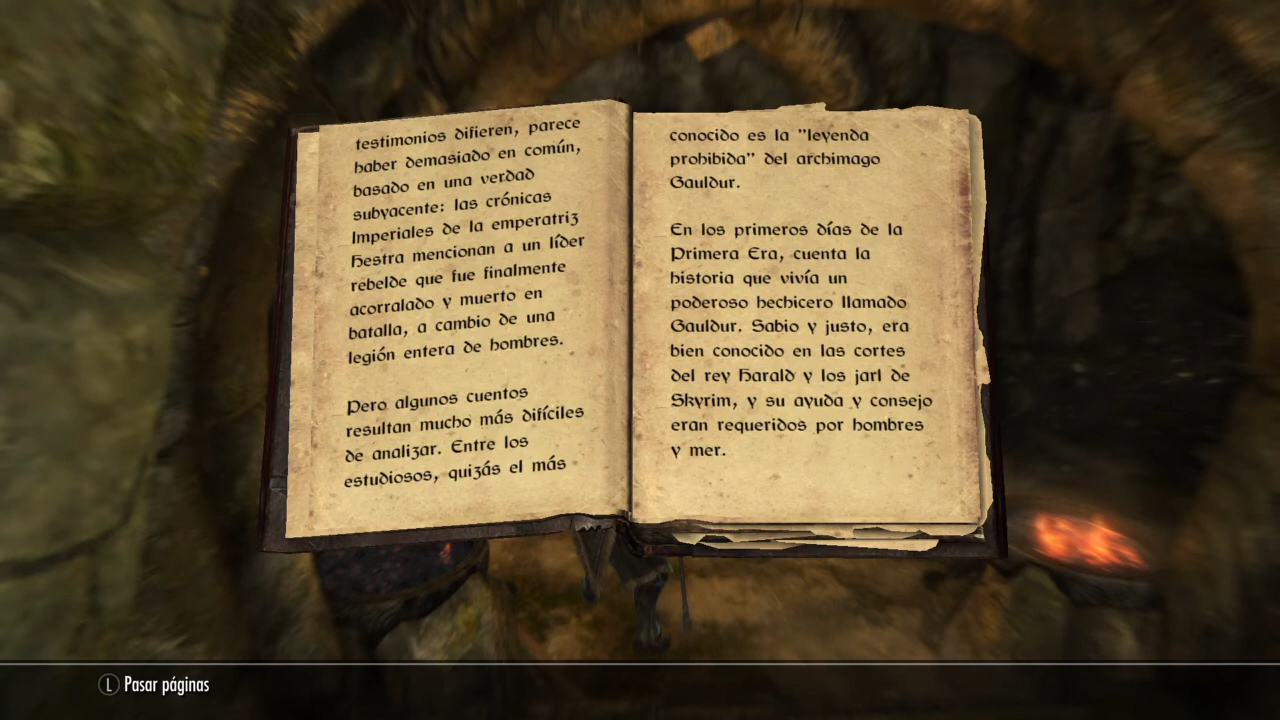 testimonios difieren, parece
haber demasiado en común,
basado en una verdad
subyacente: las crónicas
Imperiales de la emperatriz
Hestra mencionan a un líder
rebelde que fue finalmente
acorralado y muerto en
batalla, a cambio de una
legión entera de hombres.

Pero algunos cuentos
resultan mucho más difíciles
de analizar. Entre los
estudiosos, quizás el más

conocido es la "leyenda
prohibida" del archimago
Gauldur.

En los primeros días de la
Primera Era, cuenta la
historia que vivía un
poderoso hechicero llamado
Gauldur. Sabio y justo, era
bien conocido en las cortes
del rey Harald y los jarl de
Skyrim, y su ayuda y consejo
eran requeridos por hombres
y mer.

L Pasar páginas